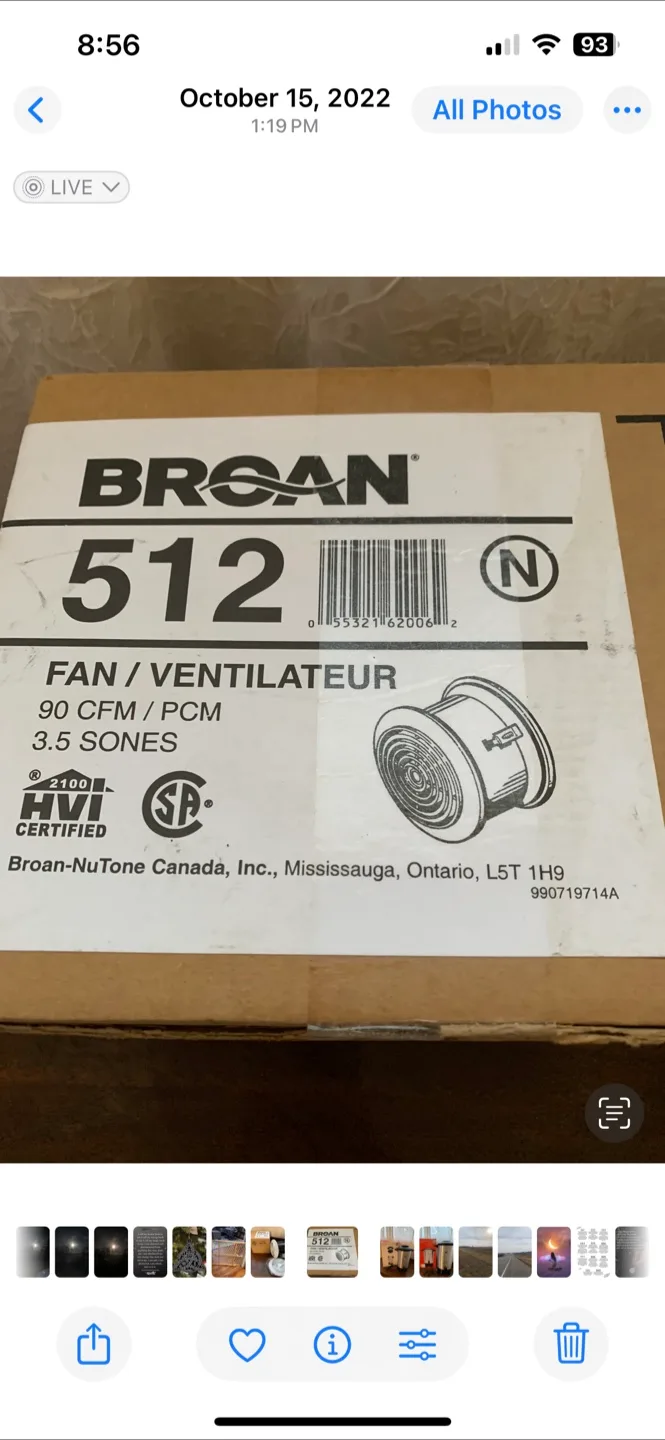 8:56
93
October 15, 2022
1:19 PM
All Photos
LIVE
BROAN®
512
N
0 55321 62006 2
FAN / VENTILATEUR
90 CFM / PCM
3.5 SONES
® 2100
HVI
CERTIFIED
SA®
Broan-NuTone Canada, Inc., Mississauga, Ontario, L5T 1H9
990719714A